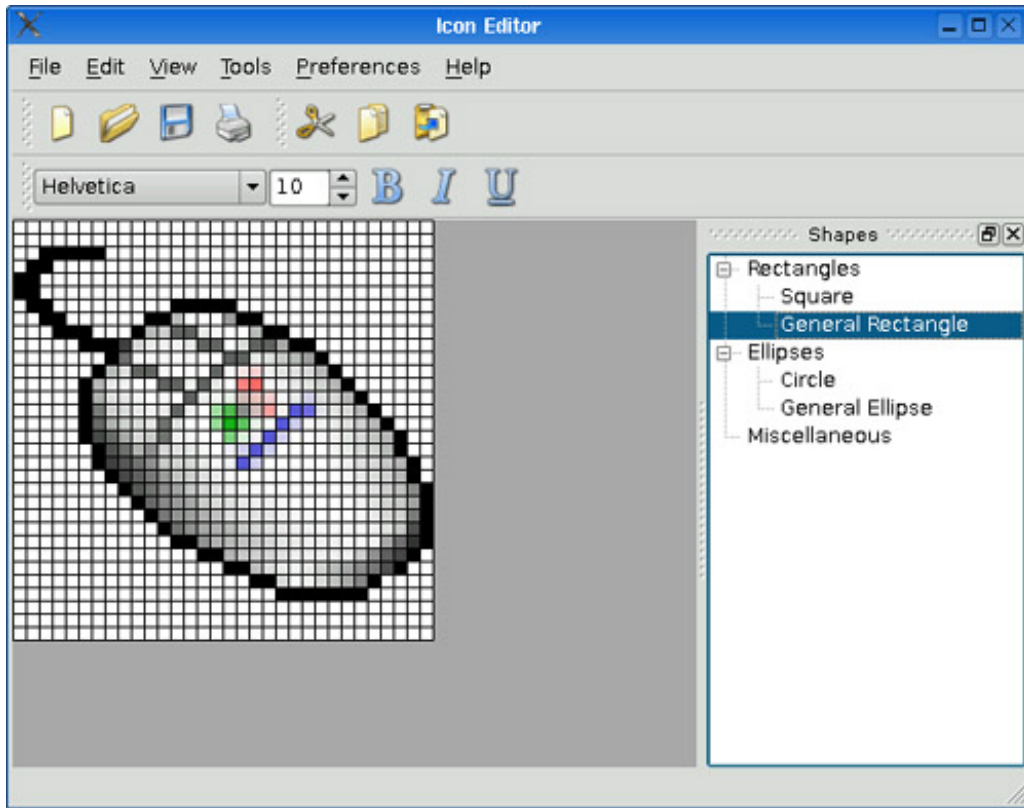 Icon Editor
File Edit View Tools Preferences Help
Helvetica 10 B I U
Shapes
Rectangles
Square
General Rectangle
Ellipses
Circle
General Ellipse
Miscellaneous